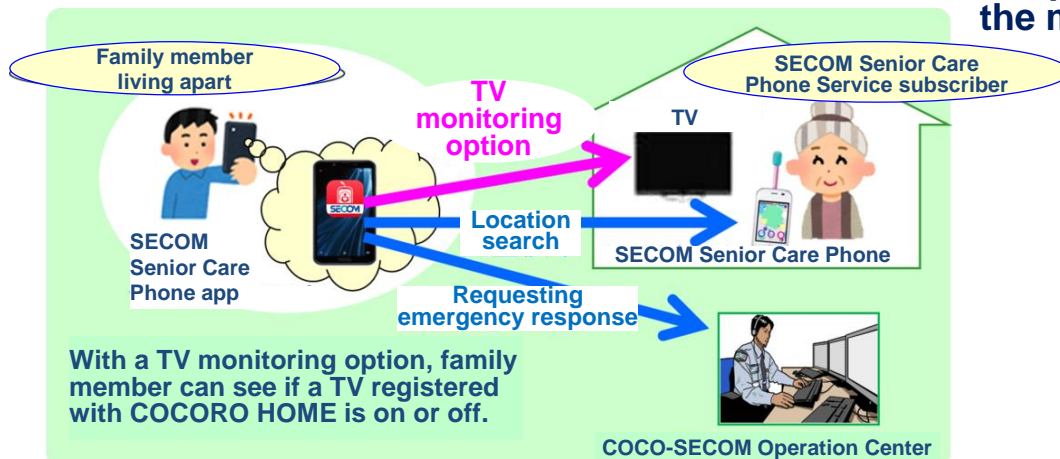 the m
Family member
living apart
SECOM Senior Care
Phone Service subscriber
TV
monitoring
option
TV
SECOM
Location
search
SECOM
Senior Care
Phone app
SECOM Senior Care Phone
Requesting
emergency response
With a TV monitoring option, family
member can see if a TV registered
with COCORO HOME is on or off.
COCO-SECOM Operation Center